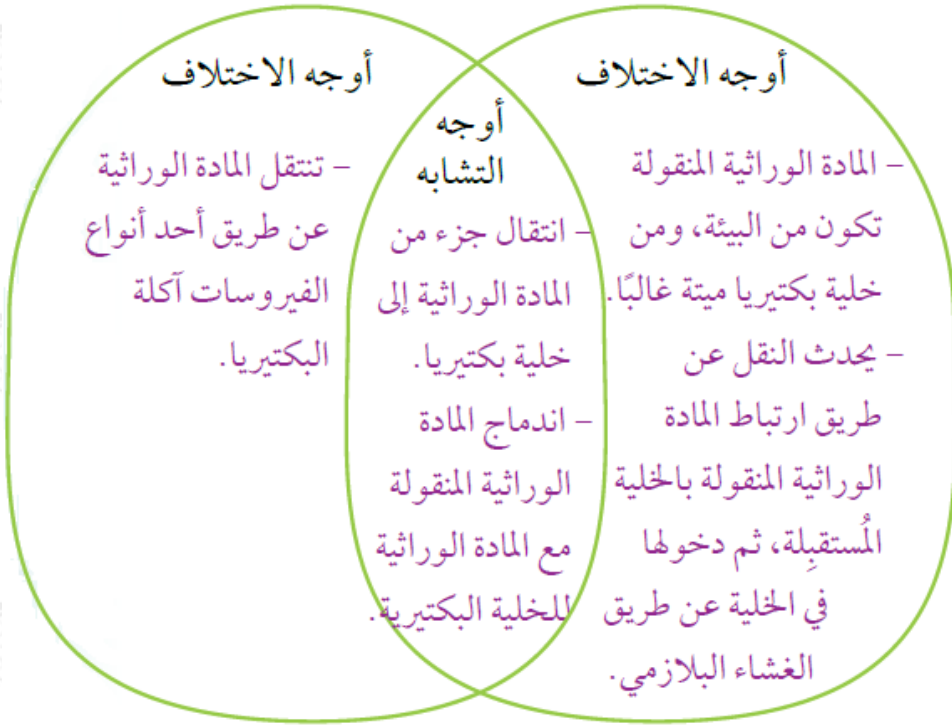 أوجه الاختلاف
– المادة الوراثية المنقولة
تكون من البيئة، ومن
خلية بكتيريا ميتة غالبًا.
– يحدث النقل عن
طريق ارتباط المادة
الوراثية المنقولة بالخلية
المُستقبِلة، ثم دخولها
في الخلية عن طريق
الغشاء البلازمي.
أوجه
التشابه
– انتقال جزء من
المادة الوراثية إلى
خلية بكتيريا.
– اندماج المادة
الوراثية المنقولة
مع المادة الوراثية
للخلية البكتيرية.
أوجه الاختلاف
– تنتقل المادة الوراثية
عن طريق أحد أنواع
الفيروسات آكلة
البكتيريا.